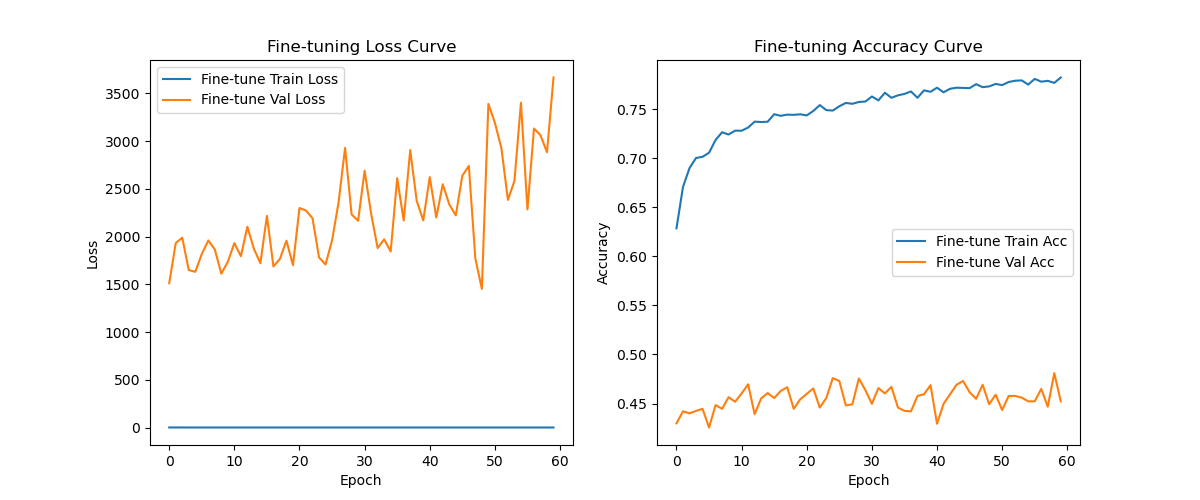 Fine-tuning Loss Curve
Fine-tune Train Loss
Fine-tune Val Loss
3500
3000
2500
2000
1500
1000
500
0
Loss
0 10 20 30 40 50 60
Epoch
Fine-tuning Accuracy Curve
0.75
0.70
0.65
0.60
0.55
0.50
0.45
Accuracy
Fine-tune Train Acc
Fine-tune Val Acc
0 10 20 30 40 50 60
Epoch